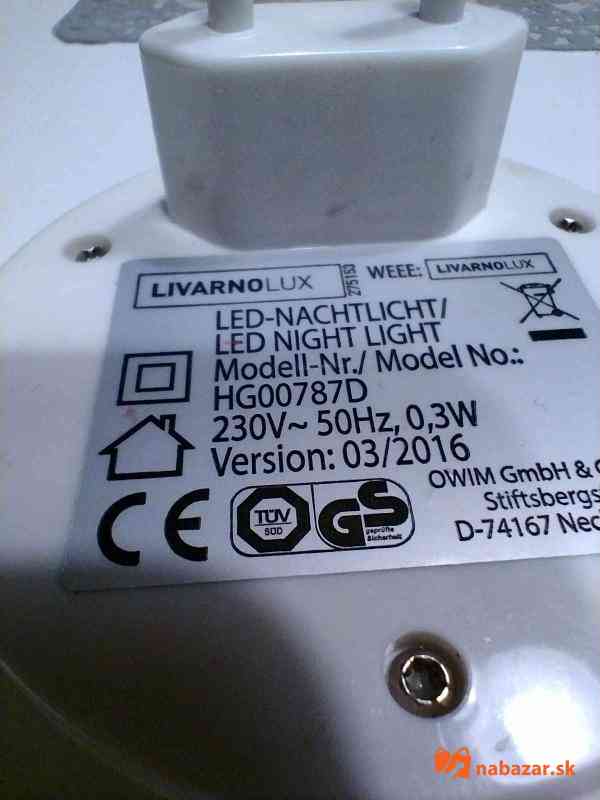 LIVARNOLUX
275153
WEEE: LIVARNOLUX
LED-NACHTLICHT/
LED NIGHT LIGHT
Modell-Nr./ Model No.:
HG00787D
230V~ 50Hz, 0,3W
Version: 03/2016
OWIM GmbH &
Stiftsbergs
D-74167 Nec
CE
TÜV
SÜD
GS
geprüfte
Sicherheit
nabazar.sk